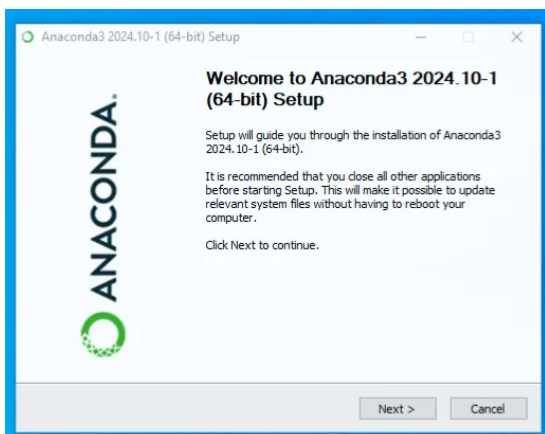 Anaconda3 2024.10-1 (64-bit) Setup
Welcome to Anaconda3 2024.10-1
(64-bit) Setup
Setup will guide you through the installation of Anaconda3
2024.10-1 (64-bit).
It is recommended that you close all other applications
before starting Setup. This will make it possible to update
relevant system files without having to reboot your
computer.
Click Next to continue.
ANACONDA.
Next >
Cancel